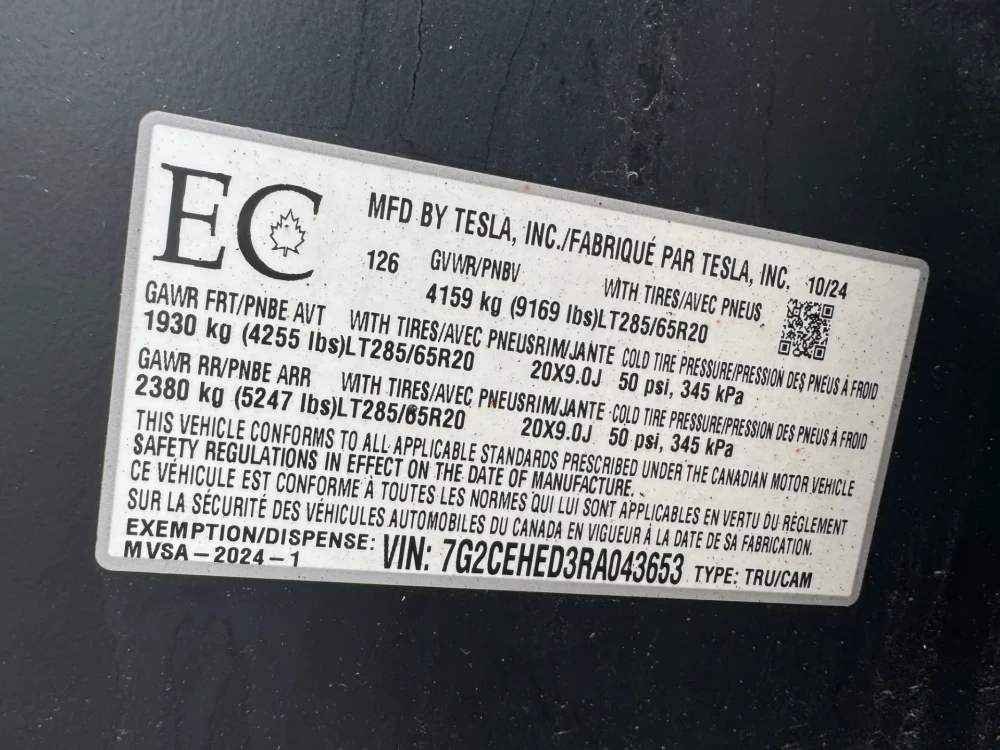 EC
MFD BY TESLA, INC./FABRIQUÉ PAR TESLA, INC. 10/24
126 GVWR/PNBV WITH TIRES/AVEC PNEUS
4159 kg (9169 lbs)LT285/65R20
GAWR FRT/PNBE AVT WITH TIRES/AVEC PNEUSRIM/JANTE COLD TIRE PRESSURE/PRESSION DES PNEUS À FROID
1930 kg (4255 lbs)LT285/65R20 20X9.0J 50 psi, 345 kPa
GAWR RR/PNBE ARR WITH TIRES/AVEC PNEUSRIM/JANTE COLD TIRE PRESSURE/PRESSION DES PNEUS À FROID
2380 kg (5247 lbs)LT285/65R20 20X9.0J 50 psi, 345 kPa
THIS VEHICLE CONFORMS TO ALL APPLICABLE STANDARDS PRESCRIBED UNDER THE CANADIAN MOTOR VEHICLE
SAFETY REGULATIONS IN EFFECT ON THE DATE OF MANUFACTURE.
CE VÉHICULE EST CONFORME À TOUTES LES NORMES QUI LUI SONT APPLICABLES EN VERTU DU RÈGLEMENT
SUR LA SÉCURITÉ DES VÉHICULES AUTOMOBILES DU CANADA EN VIGUEUR À LA DATE DE SA FABRICATION.
EXEMPTION/DISPENSE: VIN: 7G2CEHED3RA043653 TYPE: TRU/CAM
MVSA-2024-1